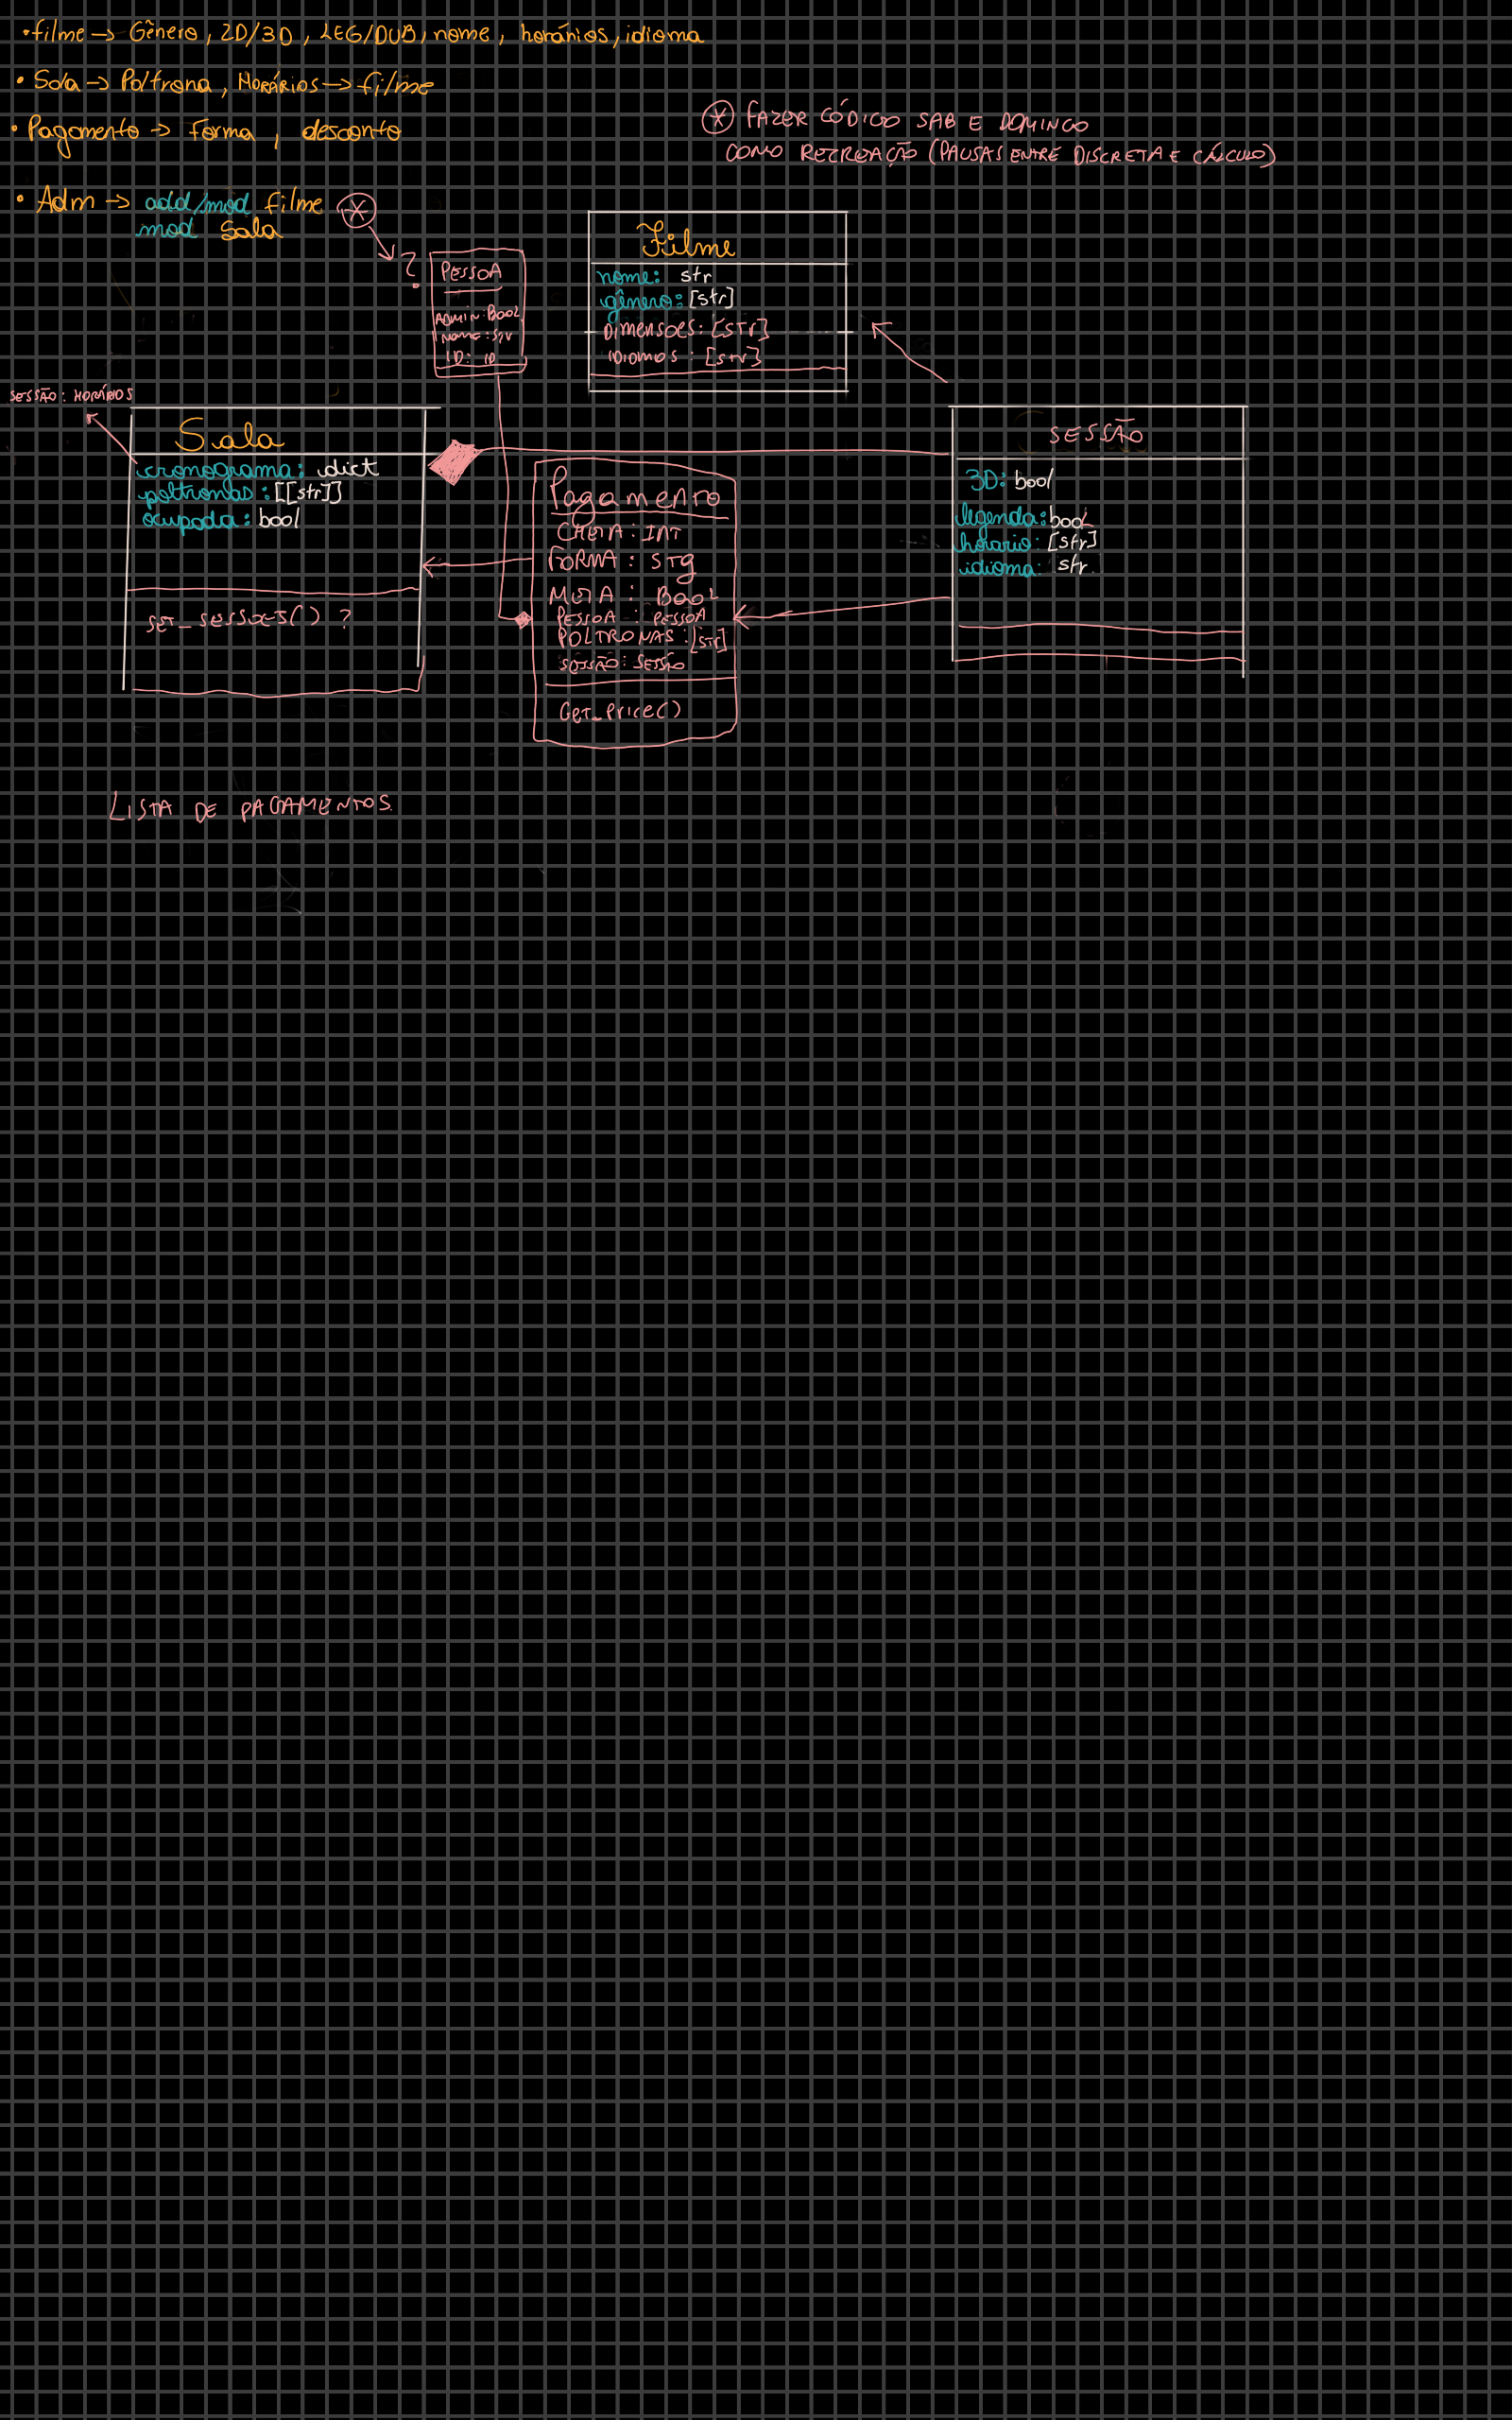 • filme → Gênero, 2D/3D, LEG/DUB, nome, horários, idioma
• Sala → Poltrona, HORÁRIOS → filme
• Pagamento → forma, desconto
* FAZER CÓDIGO SAB E DOMINGO
COMO RECREAÇÃO (PAUSAS ENTRE DISCRETA E CÁLCULO)
• Adm → add/mod filme *
mod Sala
?
PESSOA
ADMIN: BOOL
NOME: STR
ID: ID
Filme
nome: str
gênero: [str]
DIMENSOES: [STR]
IDIOMAS: [STR]
SESSÃO: HORÁRIOS
Sala
cronograma: dict
poltronas: [[str]]
ocupada: bool
SET_SESSOES() ?
Pagamento
INT
FORMA: STG
BOOL
PESSOA: PESSOA
POLTRONAS: [STR]
SESSÃO: SESSÃO
GET_PRICE()
SESSÃO
3D: bool
legenda: bool
horario: [str]
idioma: str
LISTA DE PAGAMENTOS